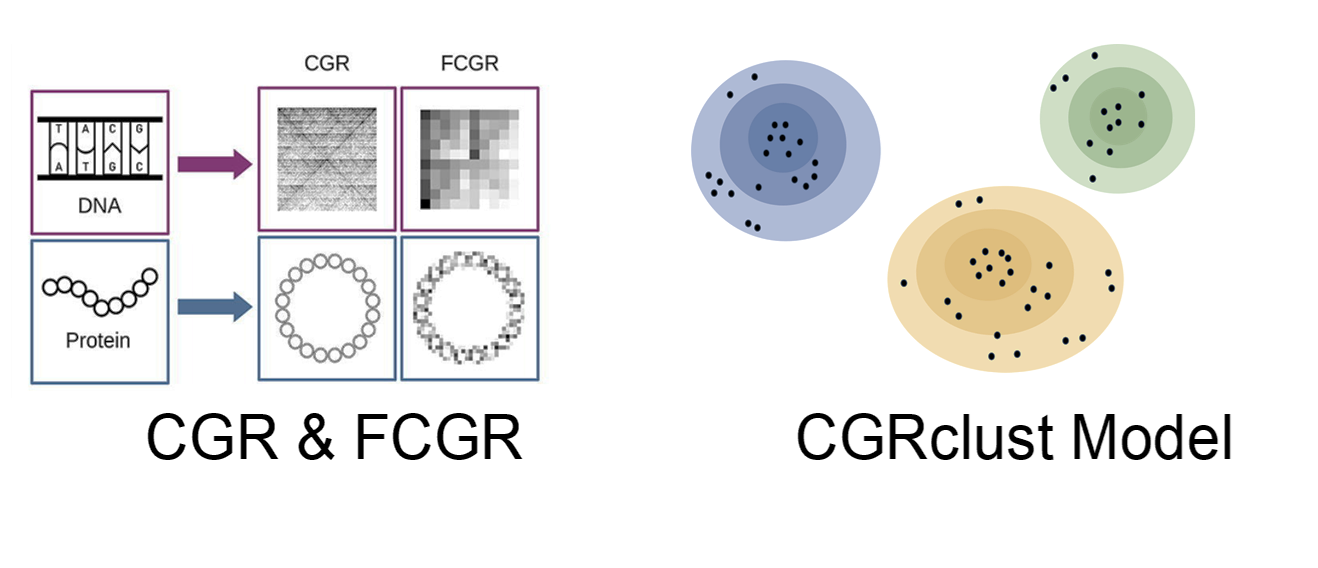 CGR FCGR
T A C G
A T G C
DNA
Protein
CGR & FCGR
CGRclust Model